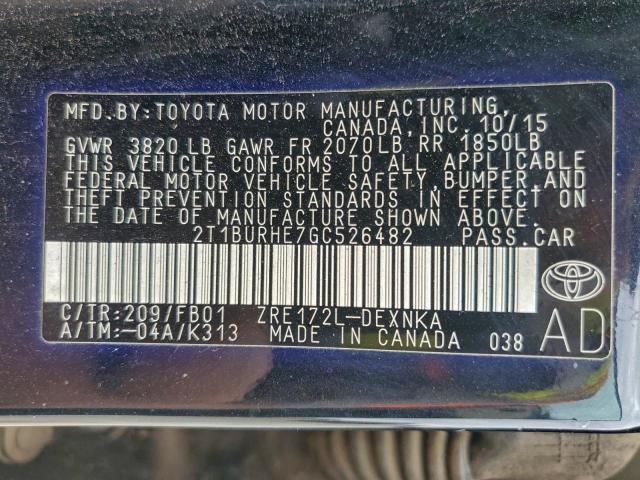 MFD. BY: TOYOTA MOTOR MANUFACTURING,
CANADA, INC. 10/15
GVWR 3820 LB GAWR FR 2070LB, RR 1850LB
THIS VEHICLE CONFORMS TO ALL APPLICABLE
FEDERAL MOTOR VEHICLE SAFETY, BUMPER, AND
THEFT PREVENTION STANDARDS IN EFFECT ON
THE DATE OF MANUFACTURE SHOWN ABOVE.
2T1BURHE7GC526482 PASS.CAR
C/TR:209/FB01 ZRE172L-DEXNKA
A/TM:-04A/K313 MADE IN CANADA 038
AD